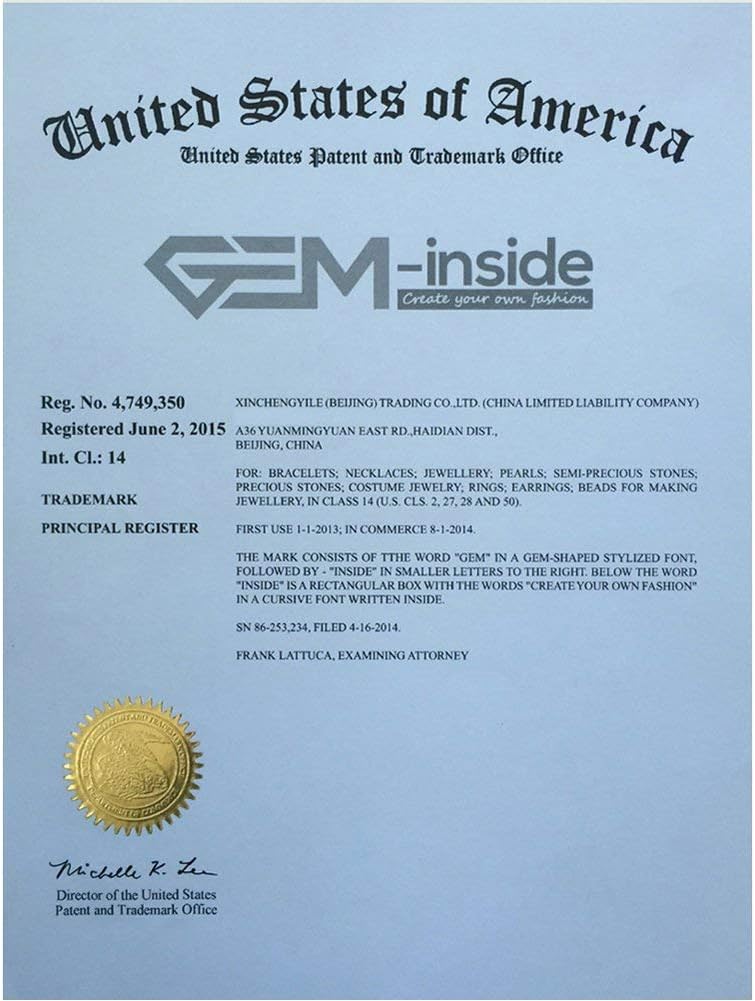 United States of America
United States Patent and Trademark Office
GEM-inside
Create your own fashion
Reg. No. 4,749,350
Registered June 2, 2015
Int. Cl.: 14
TRADEMARK
PRINCIPAL REGISTER
XINCHENGYILE (BEIJING) TRADING CO.,LTD. (CHINA LIMITED LIABILITY COMPANY)
A36 YUANMINGYUAN EAST RD.,HAIDIAN DIST.,
BEIJING, CHINA
FOR: BRACELETS; NECKLACES; JEWELLERY; PEARLS; SEMI-PRECIOUS STONES;
PRECIOUS STONES; COSTUME JEWELRY; RINGS; EARRINGS; BEADS FOR MAKING
JEWELLERY, IN CLASS 14 (U.S. CLS. 2, 27, 28 AND 50).
FIRST USE 1-1-2013; IN COMMERCE 8-1-2014.
THE MARK CONSISTS OF TTHE WORD "GEM" IN A GEM-SHAPED STYLIZED FONT,
FOLLOWED BY - "INSIDE" IN SMALLER LETTERS TO THE RIGHT. BELOW THE WORD
"INSIDE" IS A RECTANGULAR BOX WITH THE WORDS "CREATE YOUR OWN FASHION"
IN A CURSIVE FONT WRITTEN INSIDE.
SN 86-253,234, FILED 4-16-2014.
FRANK LATTUCA, EXAMINING ATTORNEY
Michelle K. Lee
Director of the United States
Patent and Trademark Office